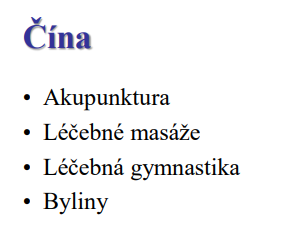 Čína
• Akupunktura
• Léčebné masáže
• Léčebná gymnastika
• Byliny